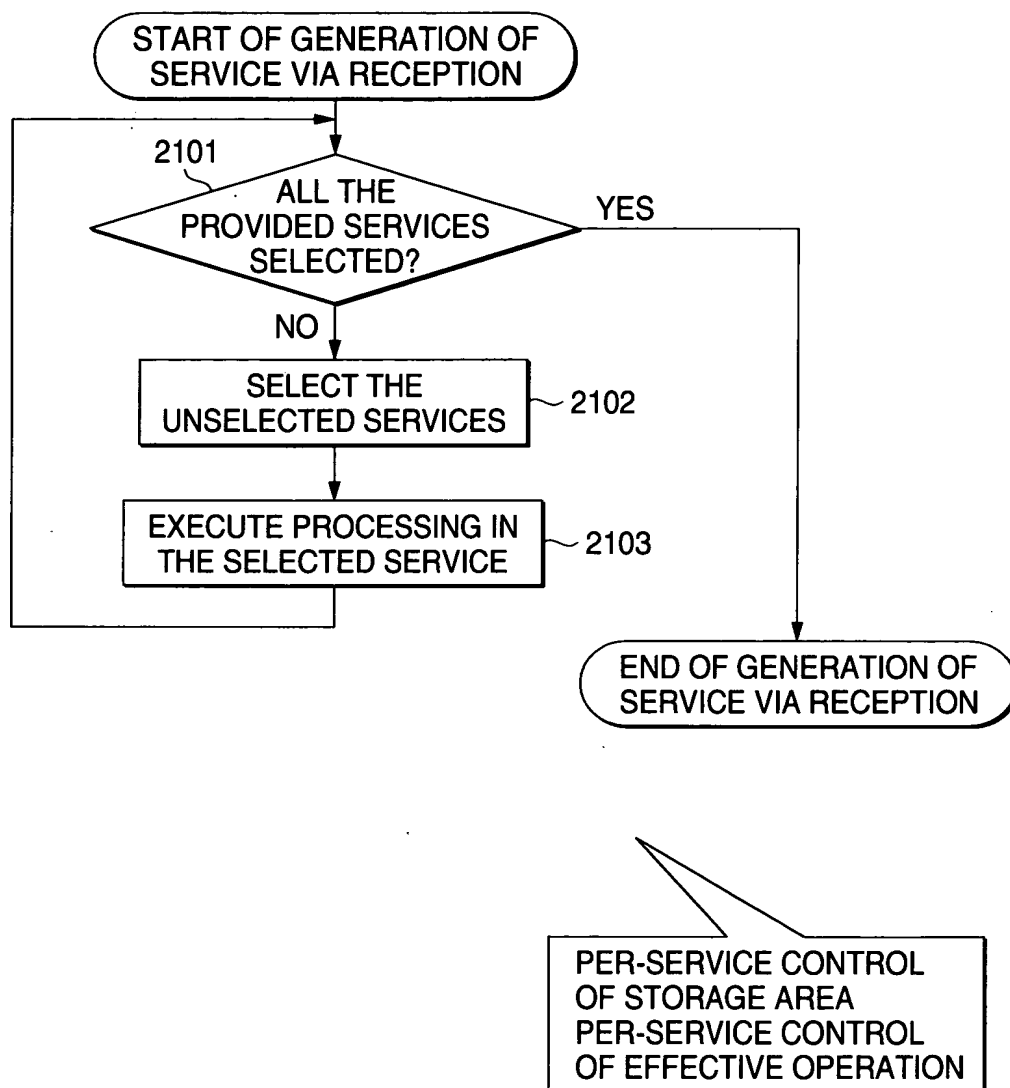 START OF GENERATION OF
SERVICE VIA RECEPTION
2101
ALL THE
PROVIDED SERVICES
SELECTED?
YES
NO
SELECT THE
UNSELECTED SERVICES
2102
EXECUTE PROCESSING IN
THE SELECTED SERVICE
2103
END OF GENERATION OF
SERVICE VIA RECEPTION
PER-SERVICE CONTROL
OF STORAGE AREA
PER-SERVICE CONTROL
OF EFFECTIVE OPERATION